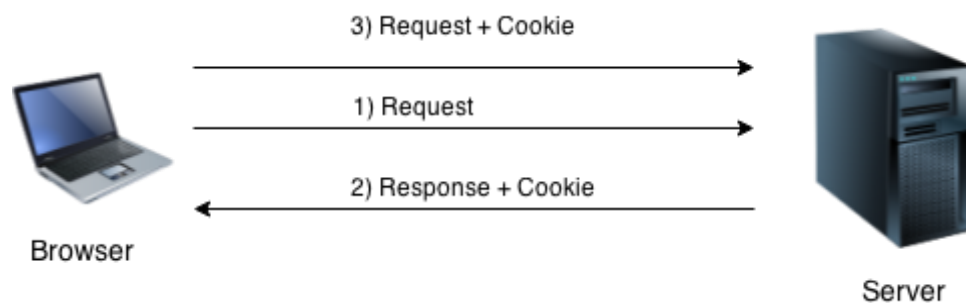 3) Request + Cookie
1) Request
2) Response + Cookie
Browser
Server